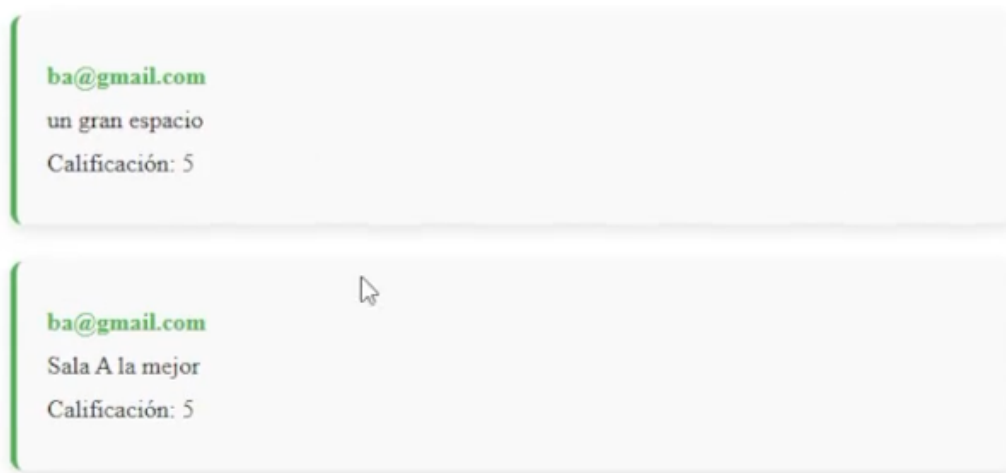 ba@gmail.com
un gran espacio
Calificación: 5
ba@gmail.com
Sala A la mejor
Calificación: 5